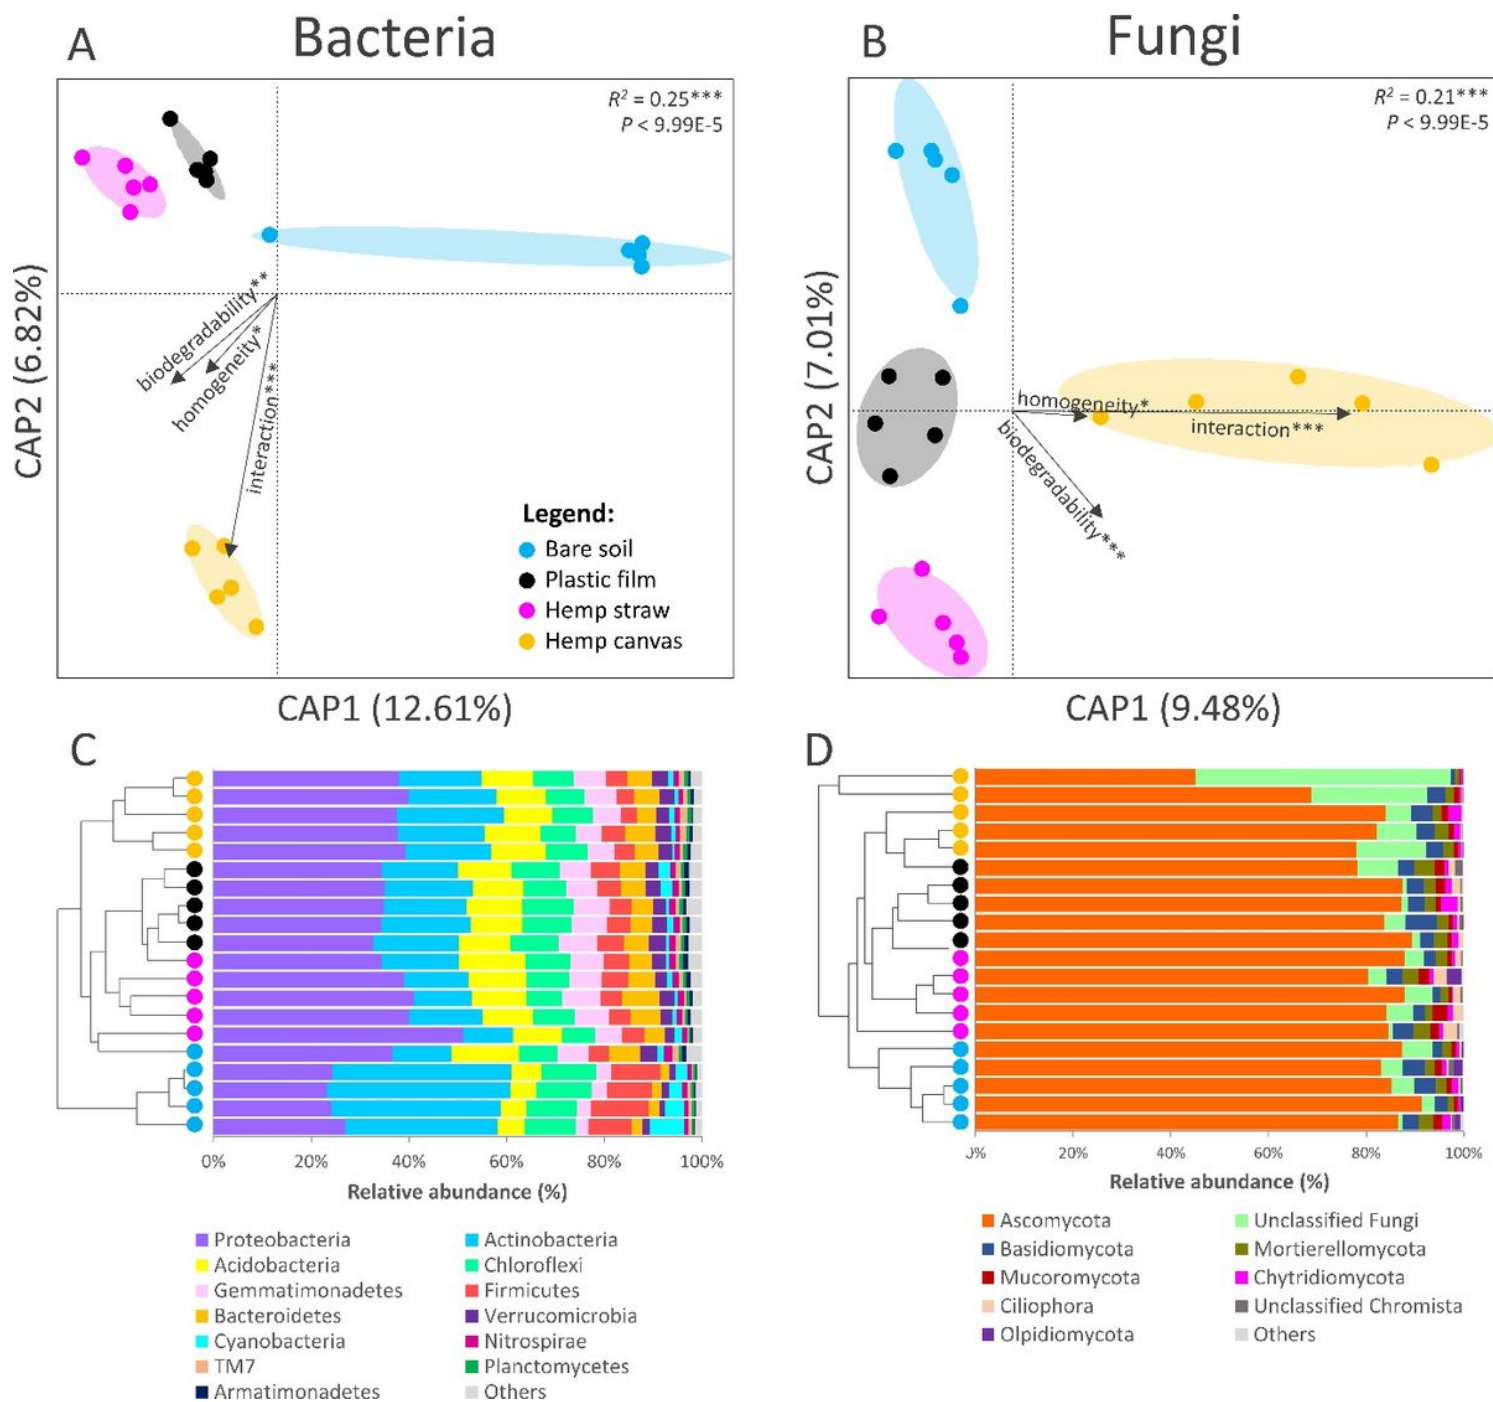 A Bacteria
B Fungi
R² = 0.25***
P < 9.99E-5
R² = 0.21***
P < 9.99E-5
CAP2 (6.82%)
biodegradability**
homogeneity*
interaction***
Legend:
Bare soil
Plastic film
Hemp straw
Hemp canvas
CAP1 (12.61%)
CAP2 (7.01%)
homogeneity*
interaction***
biodegradability***
CAP1 (9.48%)
C
0% 20% 40% 60% 80% 100%
Relative abundance (%)
Proteobacteria Actinobacteria
Acidobacteria Chloroflexi
Gemmatimonadetes Firmicutes
Bacteroidetes Verrucomicrobia
Cyanobacteria Nitrospirae
TM7 Planctomycetes
Armatimonadetes Others
D
% 20% 40% 60% 80% 100%
Relative abundance (%)
Ascomycota Unclassified Fungi
Basidiomycota Mortierellomycota
Mucoromycota Chytridiomycota
Ciliophora Unclassified Chromista
Olpidiomycota Others